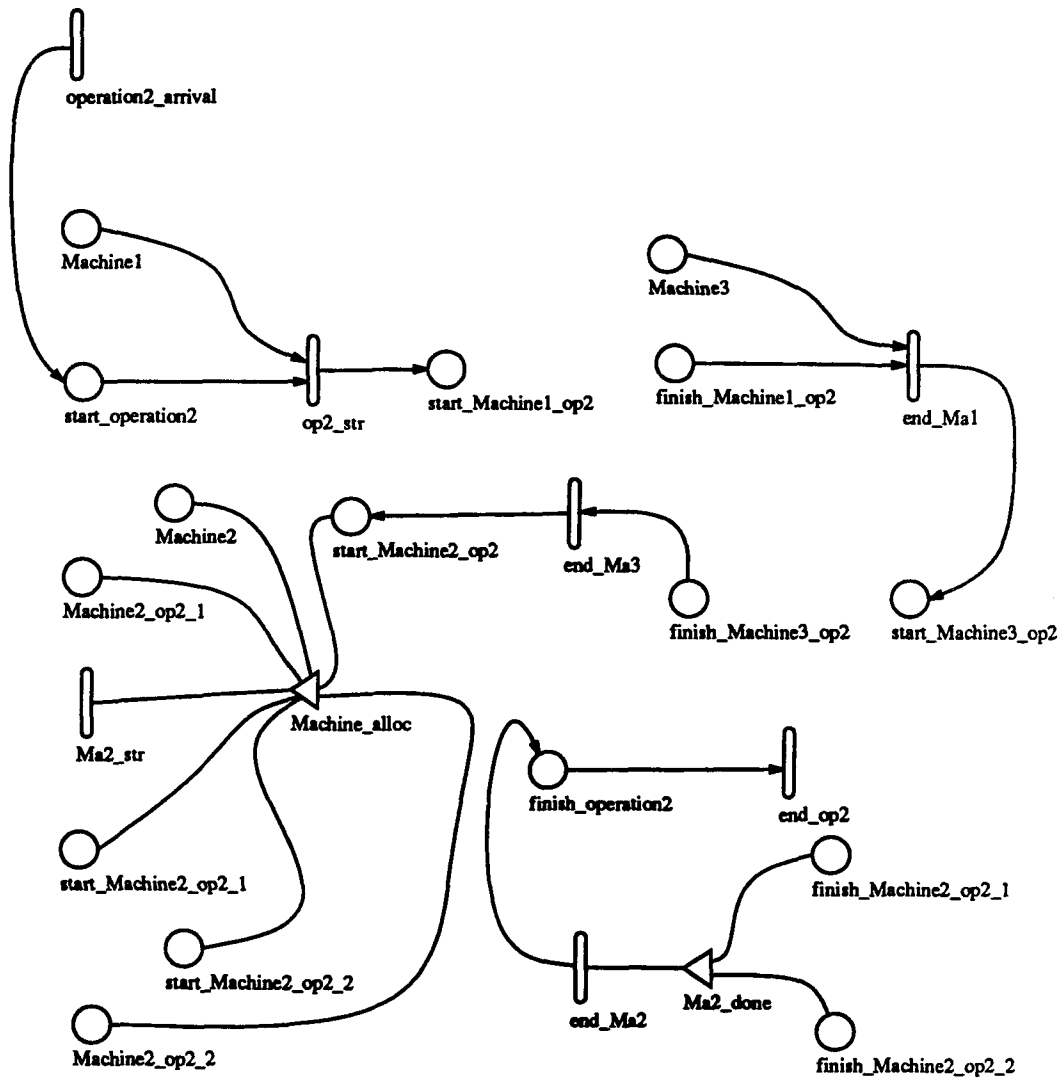 operation2_arrival
Machine1
Machine3
start_operation2
op2_str
start_Machine1_op2
finish_Machine1_op2
end_Ma1
Machine2
start_Machine2_op2
end_Ma3
Machine2_op2_1
finish_Machine3_op2
start_Machine3_op2
Ma2_str
Machine_alloc
finish_operation2
end_op2
start_Machine2_op2_1
finish_Machine2_op2_1
start_Machine2_op2_2
end_Ma2
Ma2_done
Machine2_op2_2
finish_Machine2_op2_2